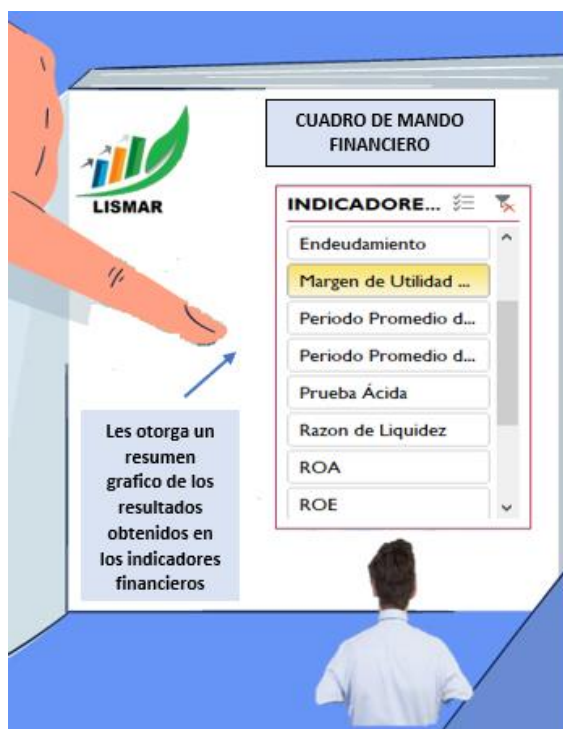 CUADRO DE MANDO
FINANCIERO
LISMAR
INDICADORE...
Endeudamiento
Margen de Utilidad ...
Periodo Promedio d...
Periodo Promedio d...
Prueba Ácida
Razon de Liquidez
ROA
ROE
Les otorga un
resumen
grafico de los
resultados
obtenidos en
los indicadores
financieros